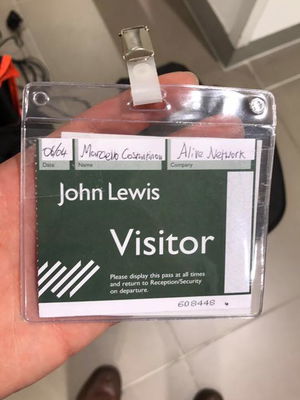 06/04 Marcello Cosmntinou Alive Network
Date Name Company
John Lewis
Visitor
Please display this pass at all times
and return to Reception/Security
on departure.
608448